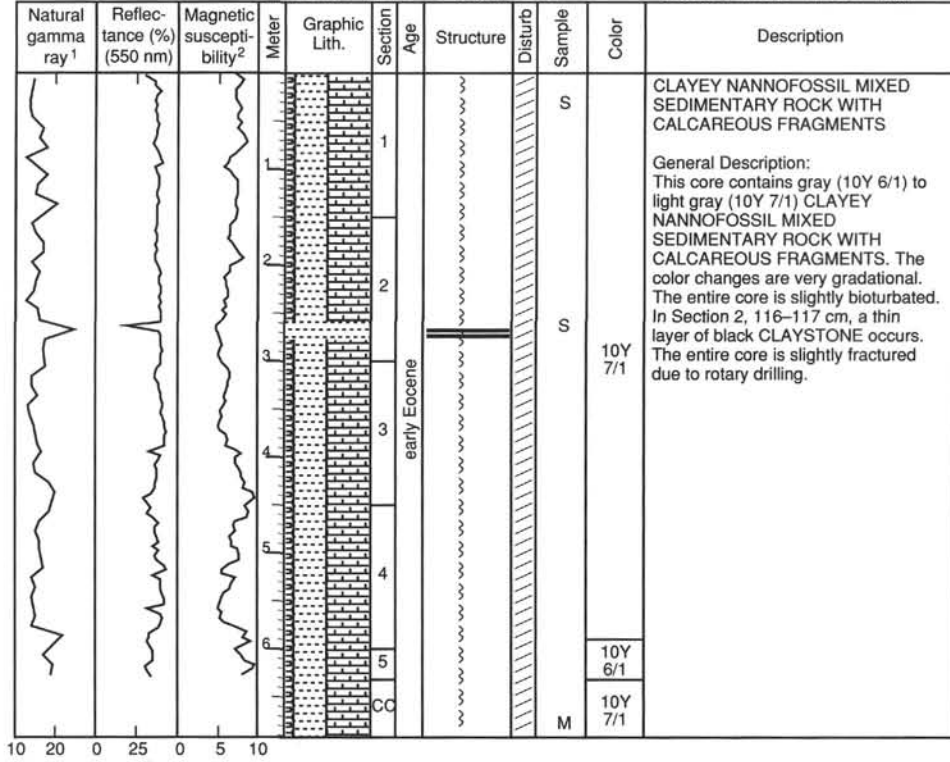 Natural
gamma
ray 1
Reflec-
tance (%)
(550 nm)
Magnetic
suscepti-
bility2
Meter
Graphic
Lith.
Section
Age
Structure
Disturb
Sample
Color
Description
1
2
3
4
5
6
1
2
3
4
5
CC
early Eocene
S
S
M
10Y
7/1
10Y
6/1
10Y
7/1
CLAYEY NANNOFOSSIL MIXED
SEDIMENTARY ROCK WITH
CALCAREOUS FRAGMENTS
General Description:
This core contains gray (10Y 6/1) to
light gray (10Y 7/1) CLAYEY
NANNOFOSSIL MIXED
SEDIMENTARY ROCK WITH
CALCAREOUS FRAGMENTS. The
color changes are very gradational.
The entire core is slightly bioturbated.
In Section 2, 116–117 cm, a thin
layer of black CLAYSTONE occurs.
The entire core is slightly fractured
due to rotary drilling.
10 20 0 25 0 5 10